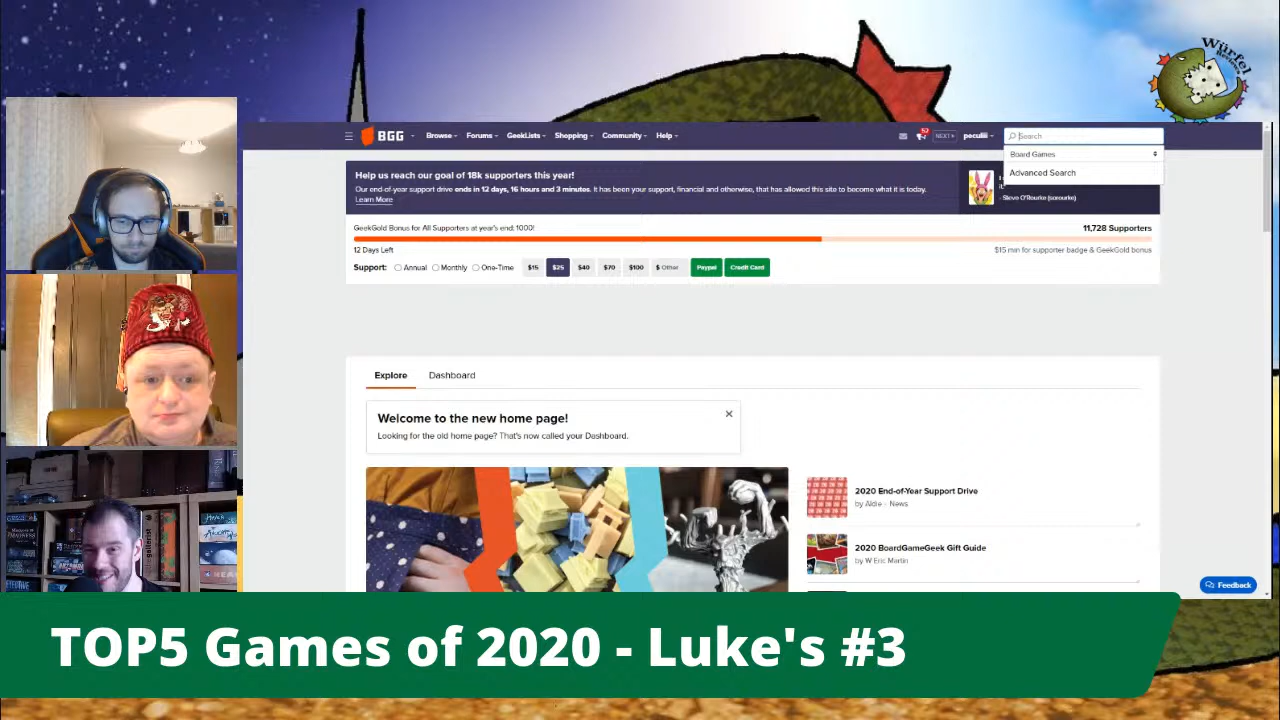 Würfel
BGG
Browse
Forums
GeekLists
Shopping
Community
Help
52
NEXT
peculii
Search
Board Games
Advanced Search
Help us reach our goal of 18k supporters this year!
Our end-of-year support drive ends in 12 days, 16 hours and 3 minutes. It has been your support, financial and otherwise, that has allowed this site to become what it is today.
Learn More
- Stevo O'Rourke (sorourke)
GeekGold Bonus for All Supporters at year's end: 1000!
11,728 Supporters
12 Days Left
$15 min for supporter badge & GeekGold bonus
Support:
Annual
Monthly
One-Time
$15
$25
$40
$70
$100
$ Other
Paypal
Credit Card
Explore
Dashboard
Welcome to the new home page!
Looking for the old home page? That's now called your Dashboard.
2020 End-of-Year Support Drive
by Aldie - News
2020 BoardGameGeek Gift Guide
by W Eric Martin
Feedback
gallerist
TOP5 Games of 2020 - Luke's #3